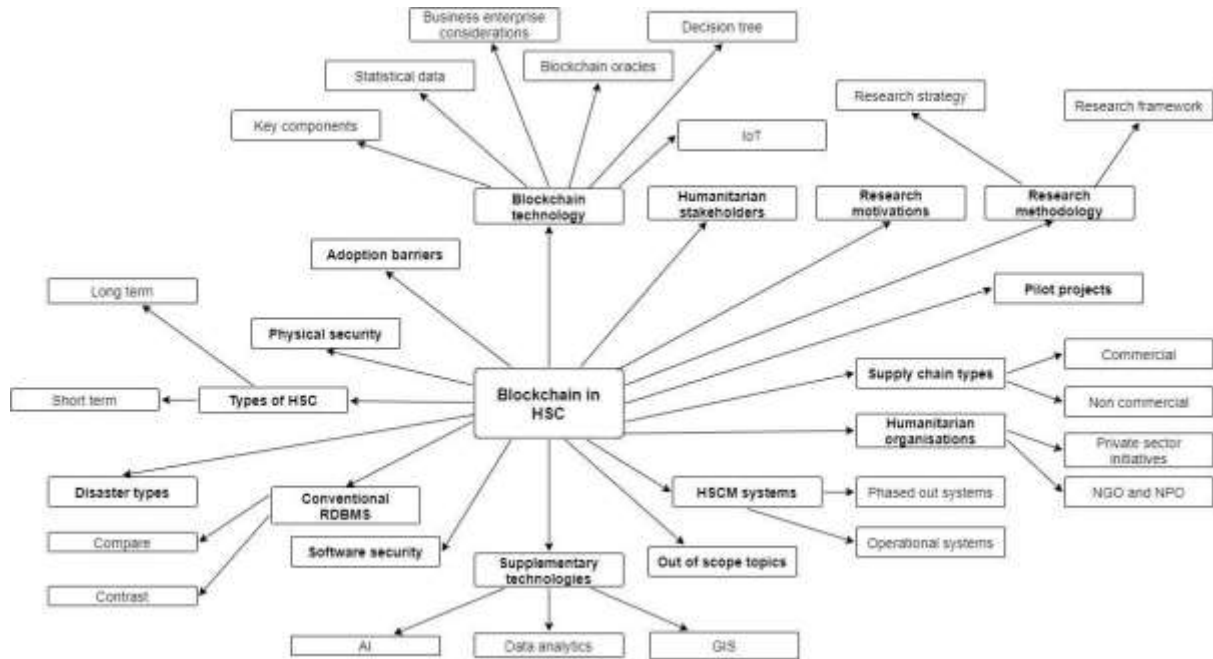 Business enterprise
considerations
Decision tree
Statistical data
Blockchain oracles
Research strategy
Research framework
Key components
IoT
Blockchain
technology
Humanitarian
stakeholders
Research
motivations
Research
methodology
Adoption barriers
Long term
Pilot projects
Physical security
Commercial
Supply chain types
Short term
Types of HSC
Blockchain in
HSC
Non commercial
Humanitarian
organisations
Private sector
initiatives
Disaster types
Conventional
RDBMS
HSCM systems
Phased out systems
NGO and NPO
Compare
Software security
Supplementary
technologies
Out of scope topics
Operational systems
Contrast
AI
Data analytics
GIS